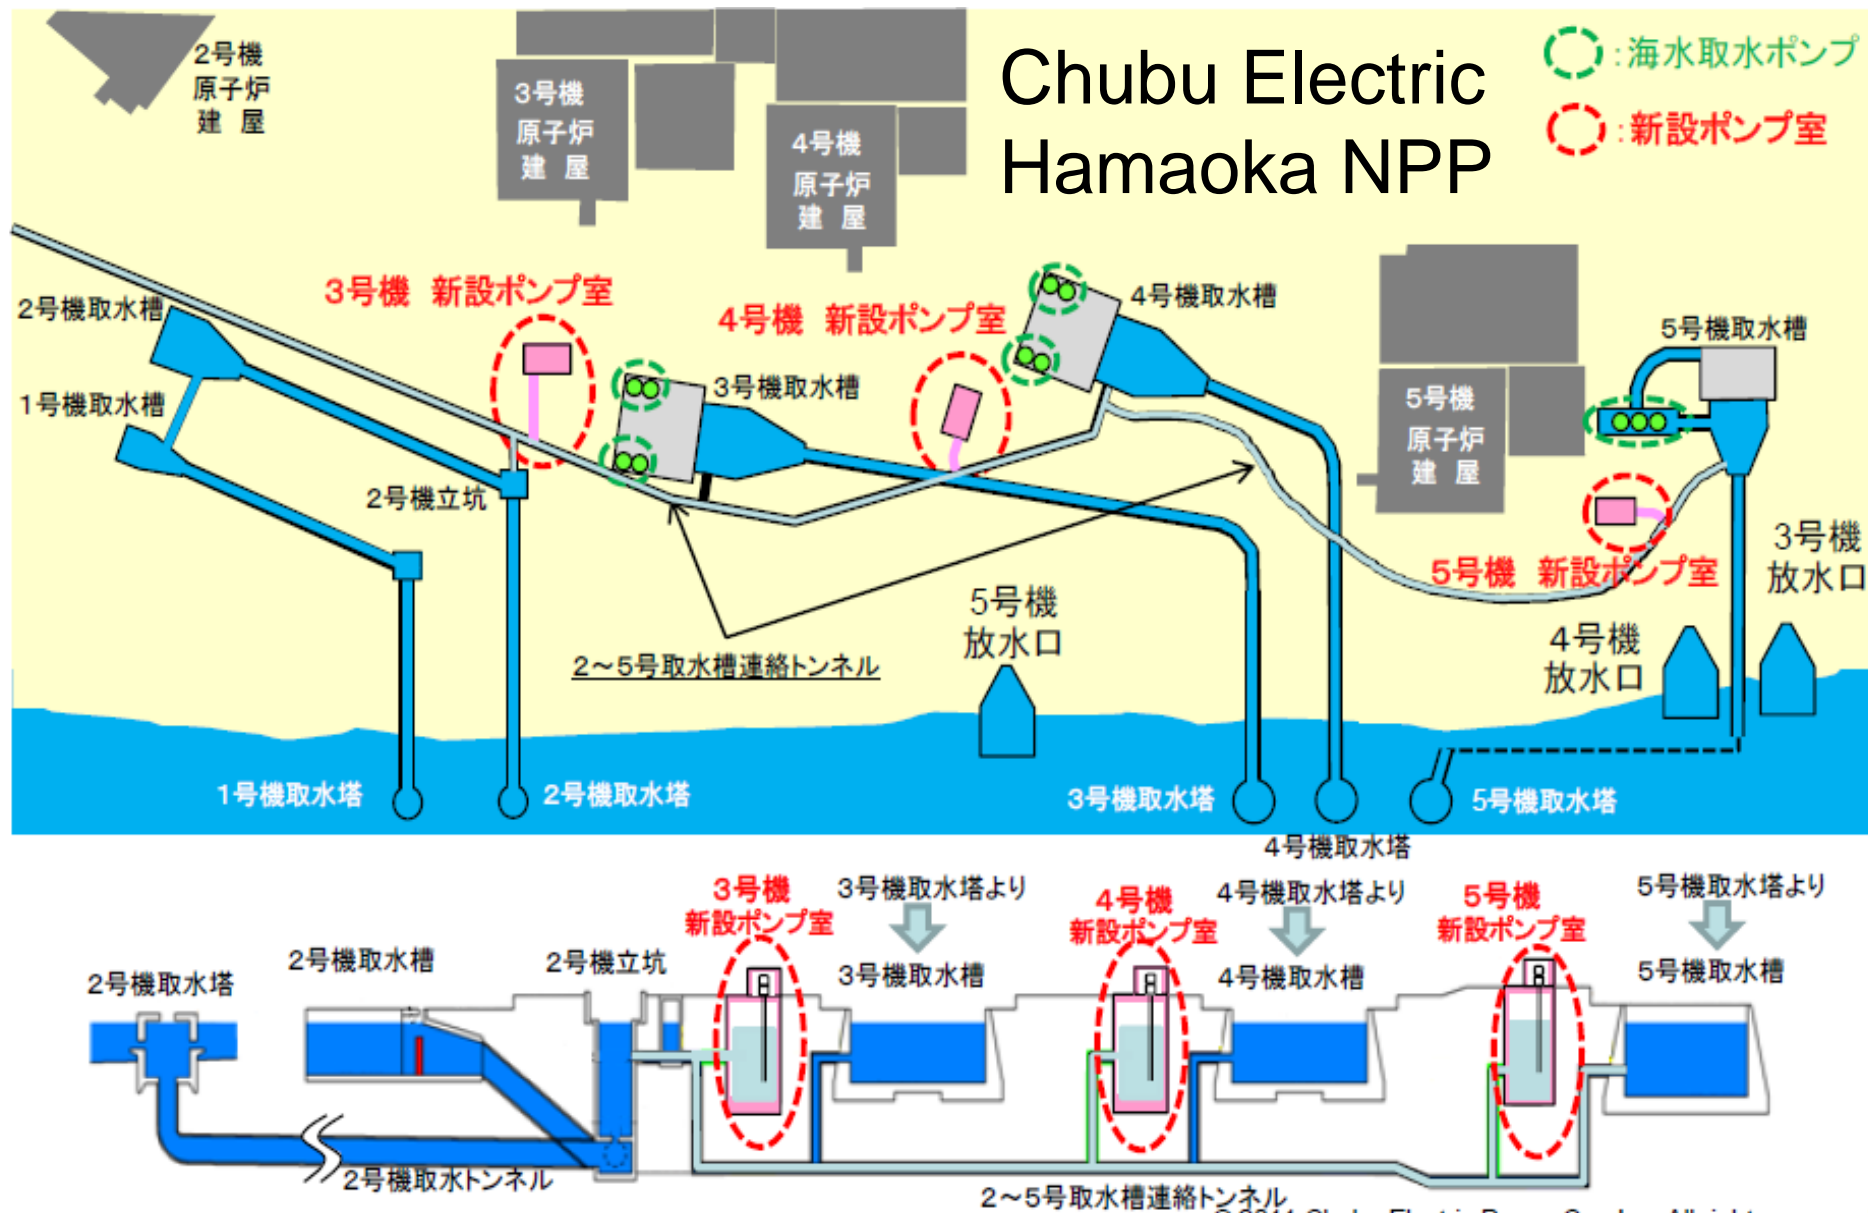 2号機
原子炉
建 屋
3号機
原子炉
建 屋
4号機
原子炉
建 屋
Chubu Electric
Hamaoka NPP
:海水取水ポンプ
:新設ポンプ室
2号機取水槽
3号機 新設ポンプ室
4号機 新設ポンプ室
4号機取水槽
5号機取水槽
1号機取水槽
3号機取水槽
5号機
原子炉
建 屋
2号機立坑
5号機 新設ポンプ室
3号機
放水口
5号機
放水口
4号機
放水口
2～5号取水槽連絡トンネル
1号機取水塔
2号機取水塔
3号機取水塔
5号機取水塔
4号機取水塔
3号機
新設ポンプ室
3号機取水塔より
4号機
新設ポンプ室
4号機取水塔より
5号機
新設ポンプ室
5号機取水塔より
2号機取水塔
2号機取水槽
2号機立坑
3号機取水槽
4号機取水槽
5号機取水槽
2号機取水トンネル
2～5号取水槽連絡トンネル